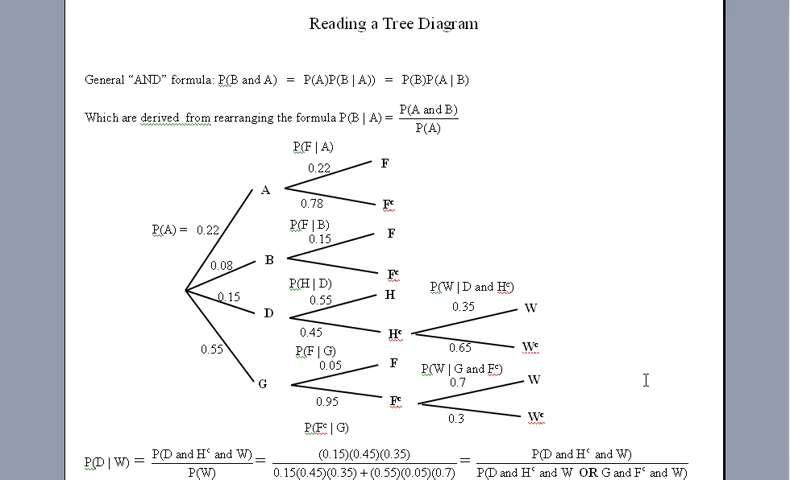 Reading a Tree Diagram
General “AND” formula: P(B and A) = P(A)P(B | A)) = P(B)P(A | B)
Which are derived from rearranging the formula P(B | A) = P(A and B) / P(A)
P(F | A)
0.22 F
A
0.78 Fᶜ
P(A) = 0.22
P(F | B)
0.15 F
B
0.08
Fᶜ
P(H | D)
0.55 H
P(W | D and Hᶜ)
0.15
D
0.35 W
0.45 Hᶜ
0.65 Wᶜ
0.55
P(F | G)
0.05 F
P(W | G and Fᶜ)
G
0.7 W
0.95 Fᶜ
0.3 Wᶜ
P(Fᶜ | G)
P(D | W) = P(D and Hᶜ and W) / P(W) = (0.15)(0.45)(0.35) / 0.15(0.45)(0.35) + (0.55)(0.05)(0.7) = P(D and Hᶜ and W) / P(D and Hᶜ and W OR G and Fᶜ and W)